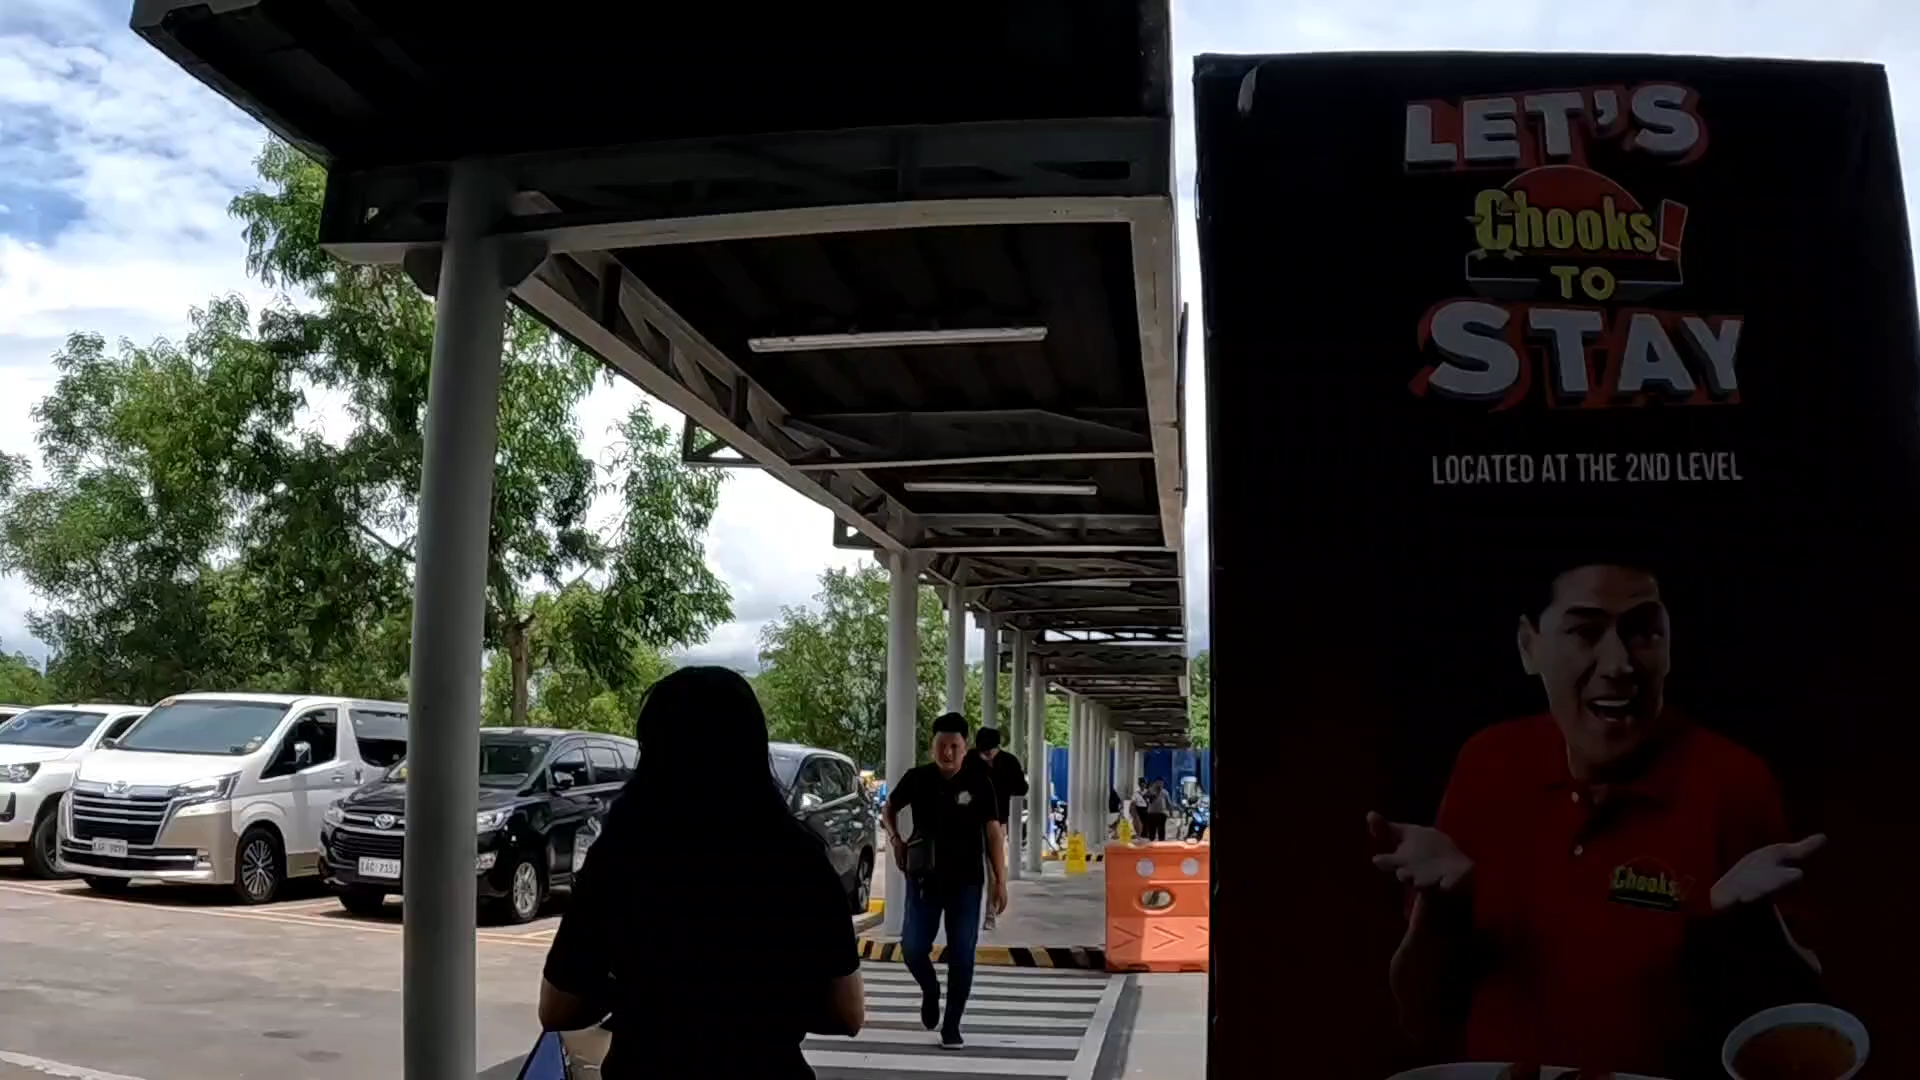 LET'S
Chooks!
TO
STAY
LOCATED AT THE 2ND LEVEL
Chooks!